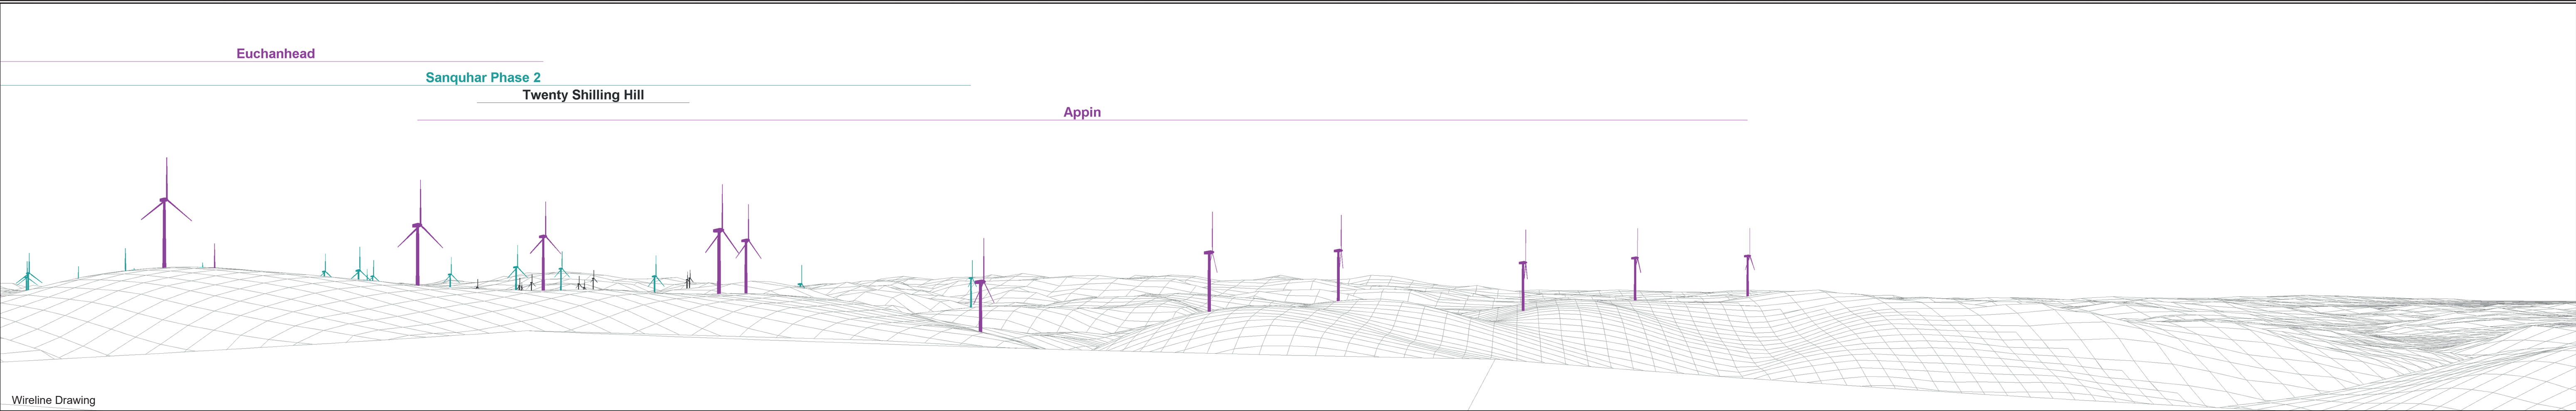 Euchanhead
Sanquhar Phase 2
Twenty Shilling Hill
Appin
Wireline Drawing